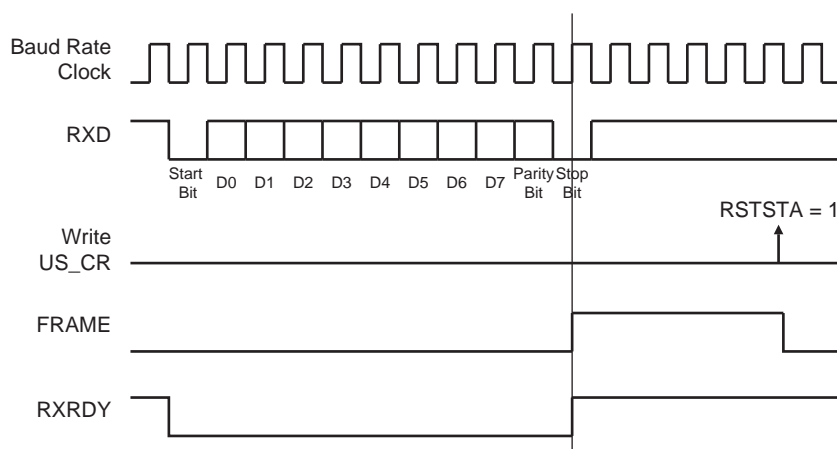 Baud Rate
Clock
RXD
Start
Bit
D0
D1
D2
D3
D4
D5
D6
D7
Parity
Bit
Stop
Bit
RSTSTA = 1
Write
US_CR
FRAME
RXRDY